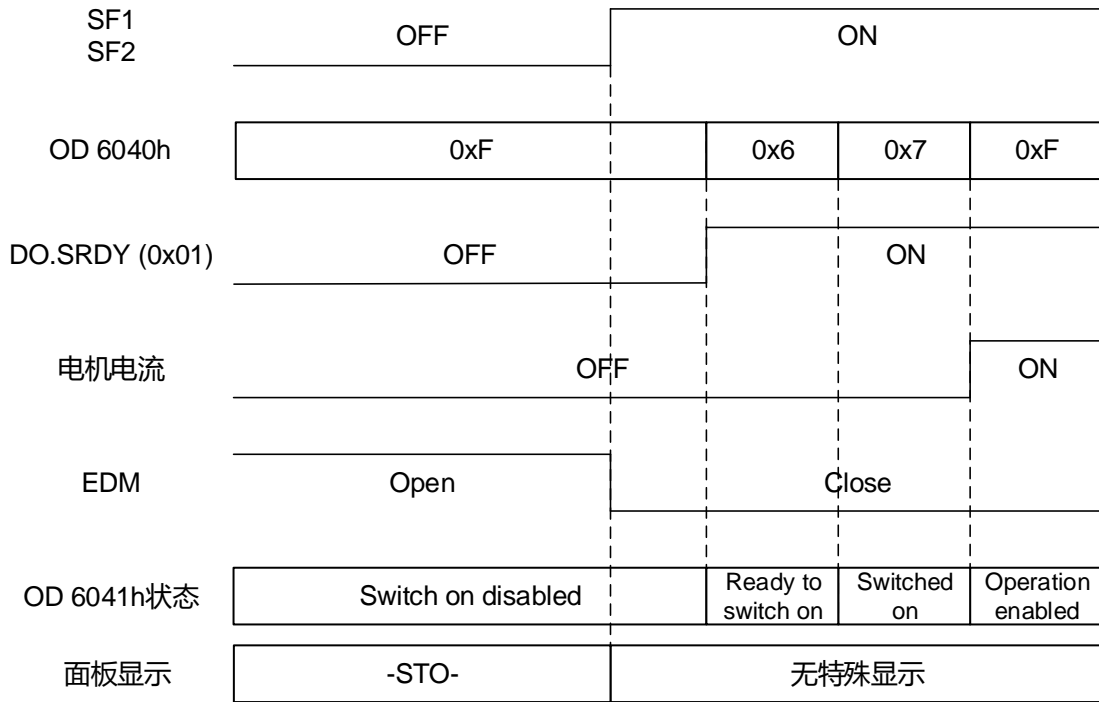 SF1
SF2
OFF
ON
OD 6040h
0xF
0x6
0x7
0xF
DO.SRDY (0x01)
OFF
ON
电机电流
OFF
ON
EDM
Open
Close
OD 6041h状态
Switch on disabled
Ready to
switch on
Switched
on
Operation
enabled
面板显示
-STO-
无特殊显示